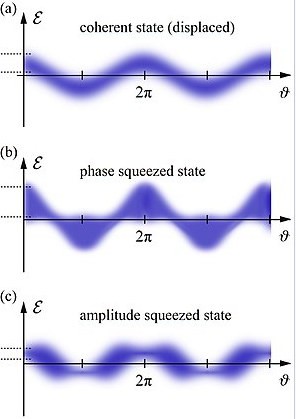 (a)
ℰ
coherent state (displaced)
2π
ϑ
(b)
ℰ
phase squeezed state
2π
ϑ
(c)
ℰ
amplitude squeezed state
2π
ϑ